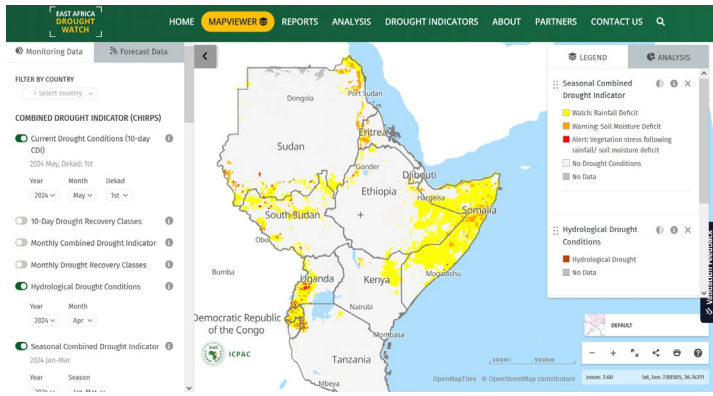 EAST AFRICA
DROUGHT
WATCH
HOME
MAPVIEWER
REPORTS
ANALYSIS
DROUGHT INDICATORS
ABOUT
PARTNERS
CONTACT US
Monitoring Data
Forecast Data
FILTER BY COUNTRY
+ Select country
COMBINED DROUGHT INDICATOR (CHIRPS)
Current Drought Conditions (10-day
CDI)
2024 May, Dekad: 1st
Year Month Dekad
2024 May 1st
10-Day Drought Recovery Classes
Monthly Combined Drought Indicator
Monthly Drought Recovery Classes
Hydrological Drought Conditions
Year Month
2024 Apr
Seasonal Combined Drought Indicator
2024 Jan-Mar
Year Season
2024 Jan-Mar
Dongola
Port Sudan
Sudan
Eritrea
Gonder
Djibouti
Ethiopia
Hargeisa
South Sudan
Somalia
Obo
Bumba
Uganda
Kenya
Mogadishu
Democratic Republic
of the Congo
Nairobi
Mombasa
ICPAC
Tanzania
Mbeya
300mi
500km
OpenMapTiles © OpenStreetMap contributors
LEGEND
ANALYSIS
Seasonal Combined
Drought Indicator
Watch: Rainfall Deficit
Warning: Soil Moisture Deficit
Alert: Vegetation stress following
rainfall/ soil moisture deficit
No Drought Conditions
No Data
Hydrological Drought
Conditions
Hydrological Drought
No Data
Validation Feedback
DEFAULT
zoom: 3.60
lat, lon: 7.88505, 36.74311